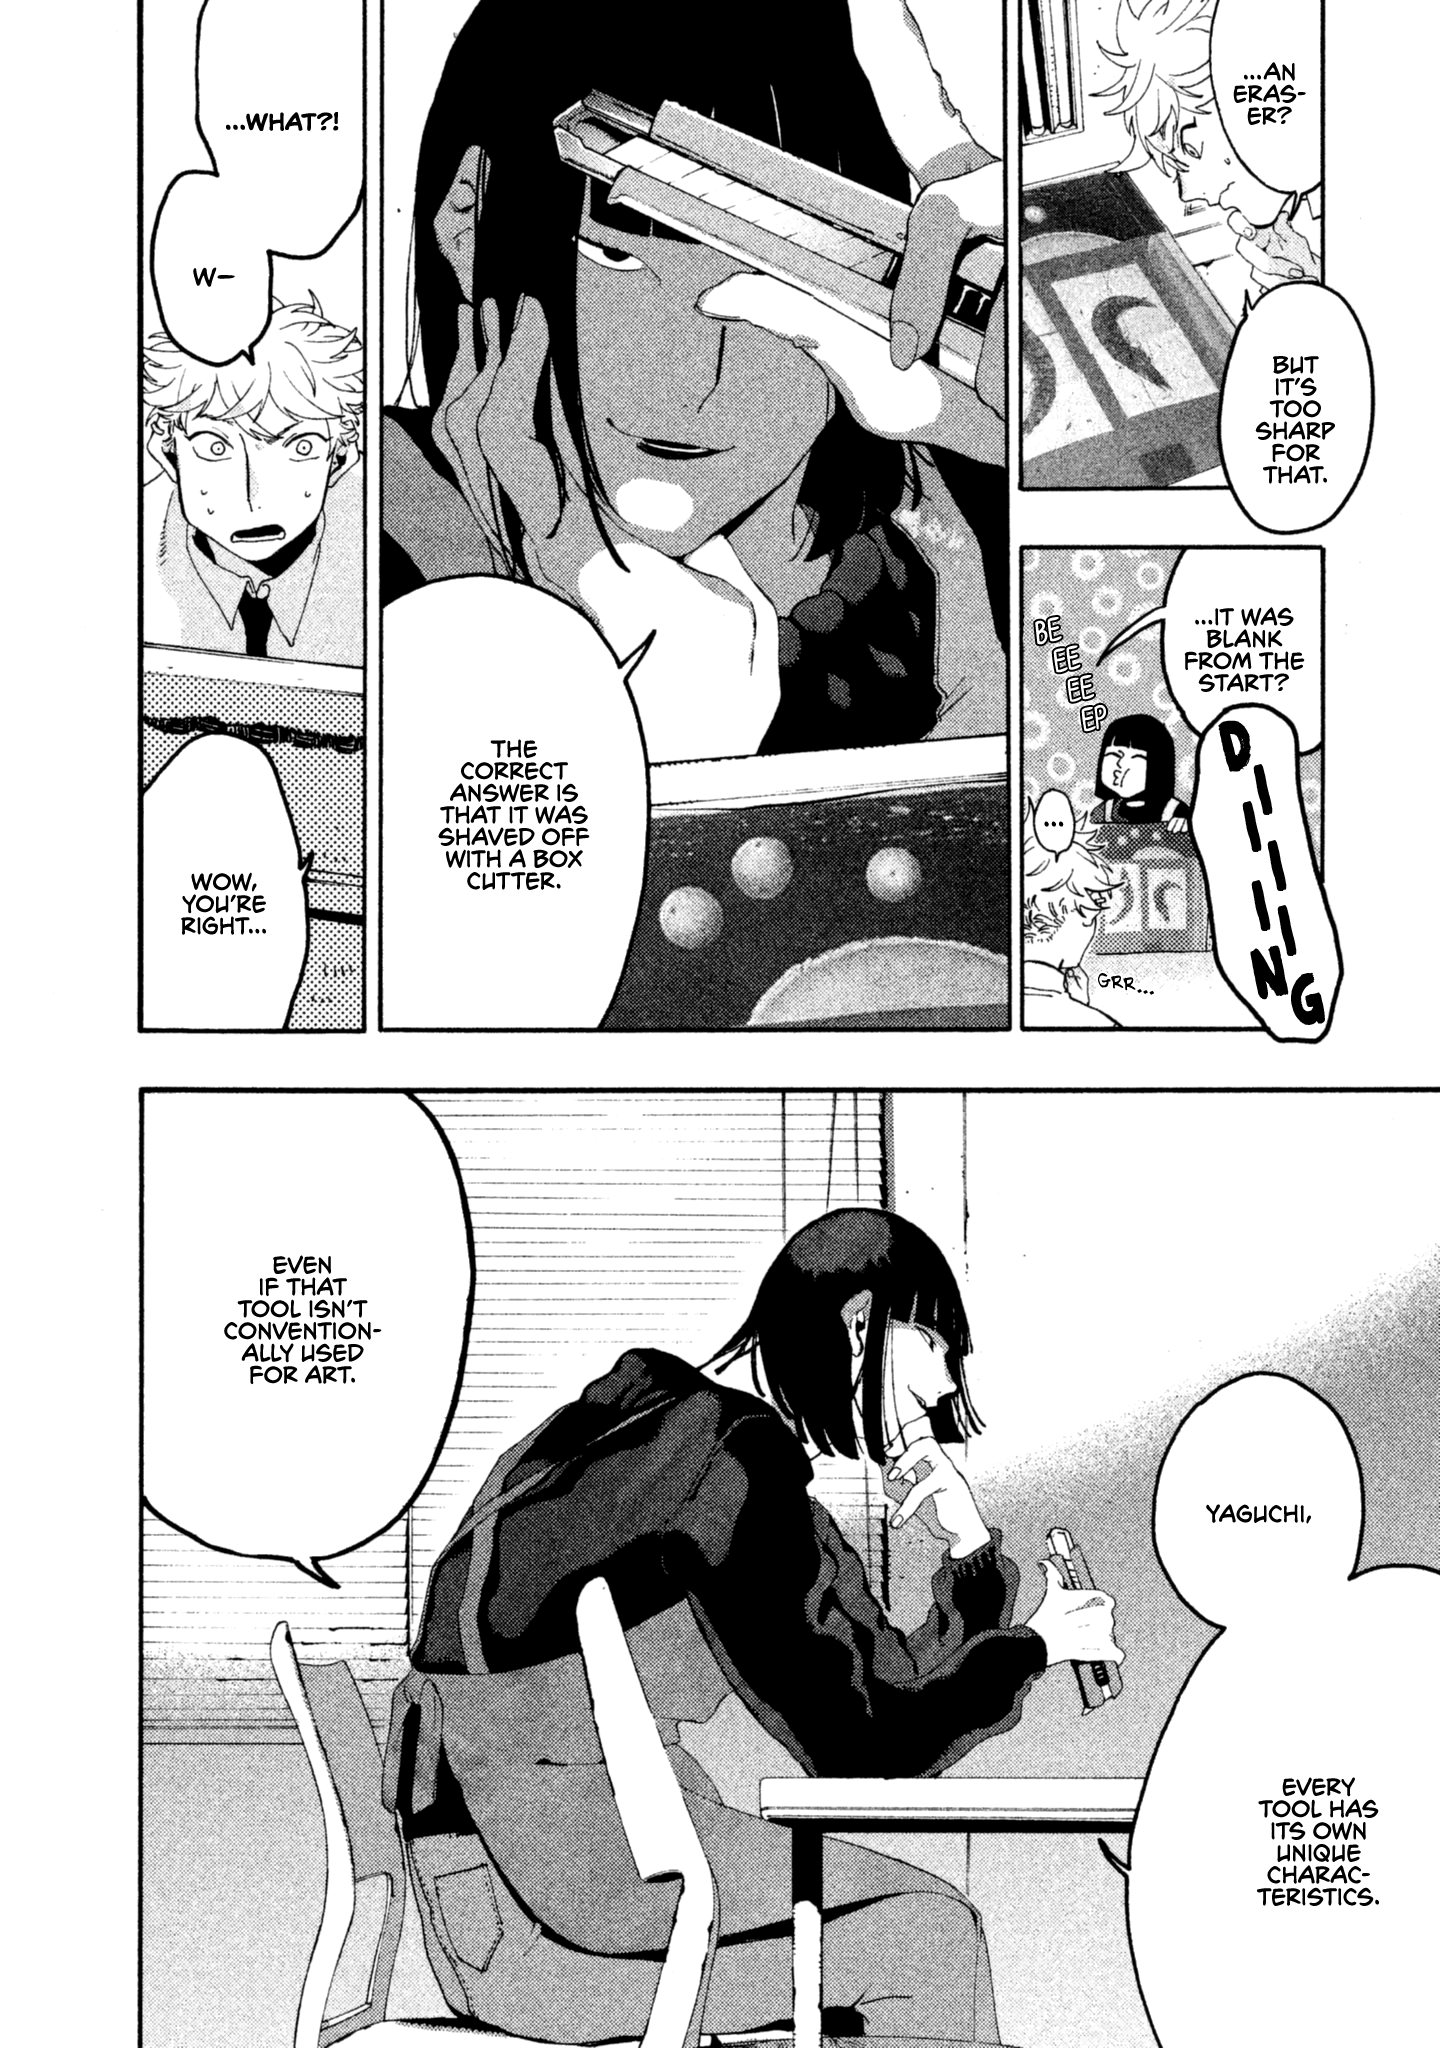 ...AN
ERAS-
ER?
BUT
IT'S
TOO
SHARP
FOR
THAT.
...IT WAS
BLANK
FROM THE
START?
BE
EE
EE
EP
DIIIIIING
...
GRR...
THE
CORRECT
ANSWER IS
THAT IT WAS
SHAVED OFF
WITH A BOX
CUTTER.
...WHAT?!
W–
WOW,
YOU'RE
RIGHT...
YAGUCHI,
EVERY
TOOL HAS
ITS OWN
UNIQUE
CHARAC-
TERISTICS.
EVEN
IF THAT
TOOL ISN'T
CONVENTION-
ALLY USED
FOR ART.